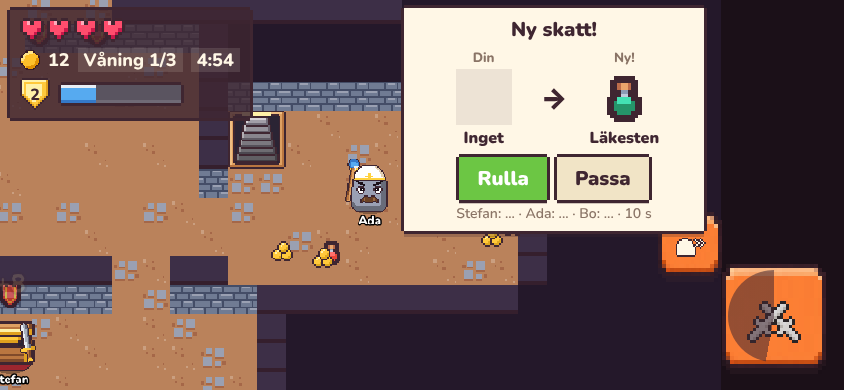 12 Våning 1/3 4:54
2
Ny skatt!
Din Ny!
Inget Läkesten
Rulla Passa
Stefan: ... · Ada: ... · Bo: ... · 10 s
Ada
tefan